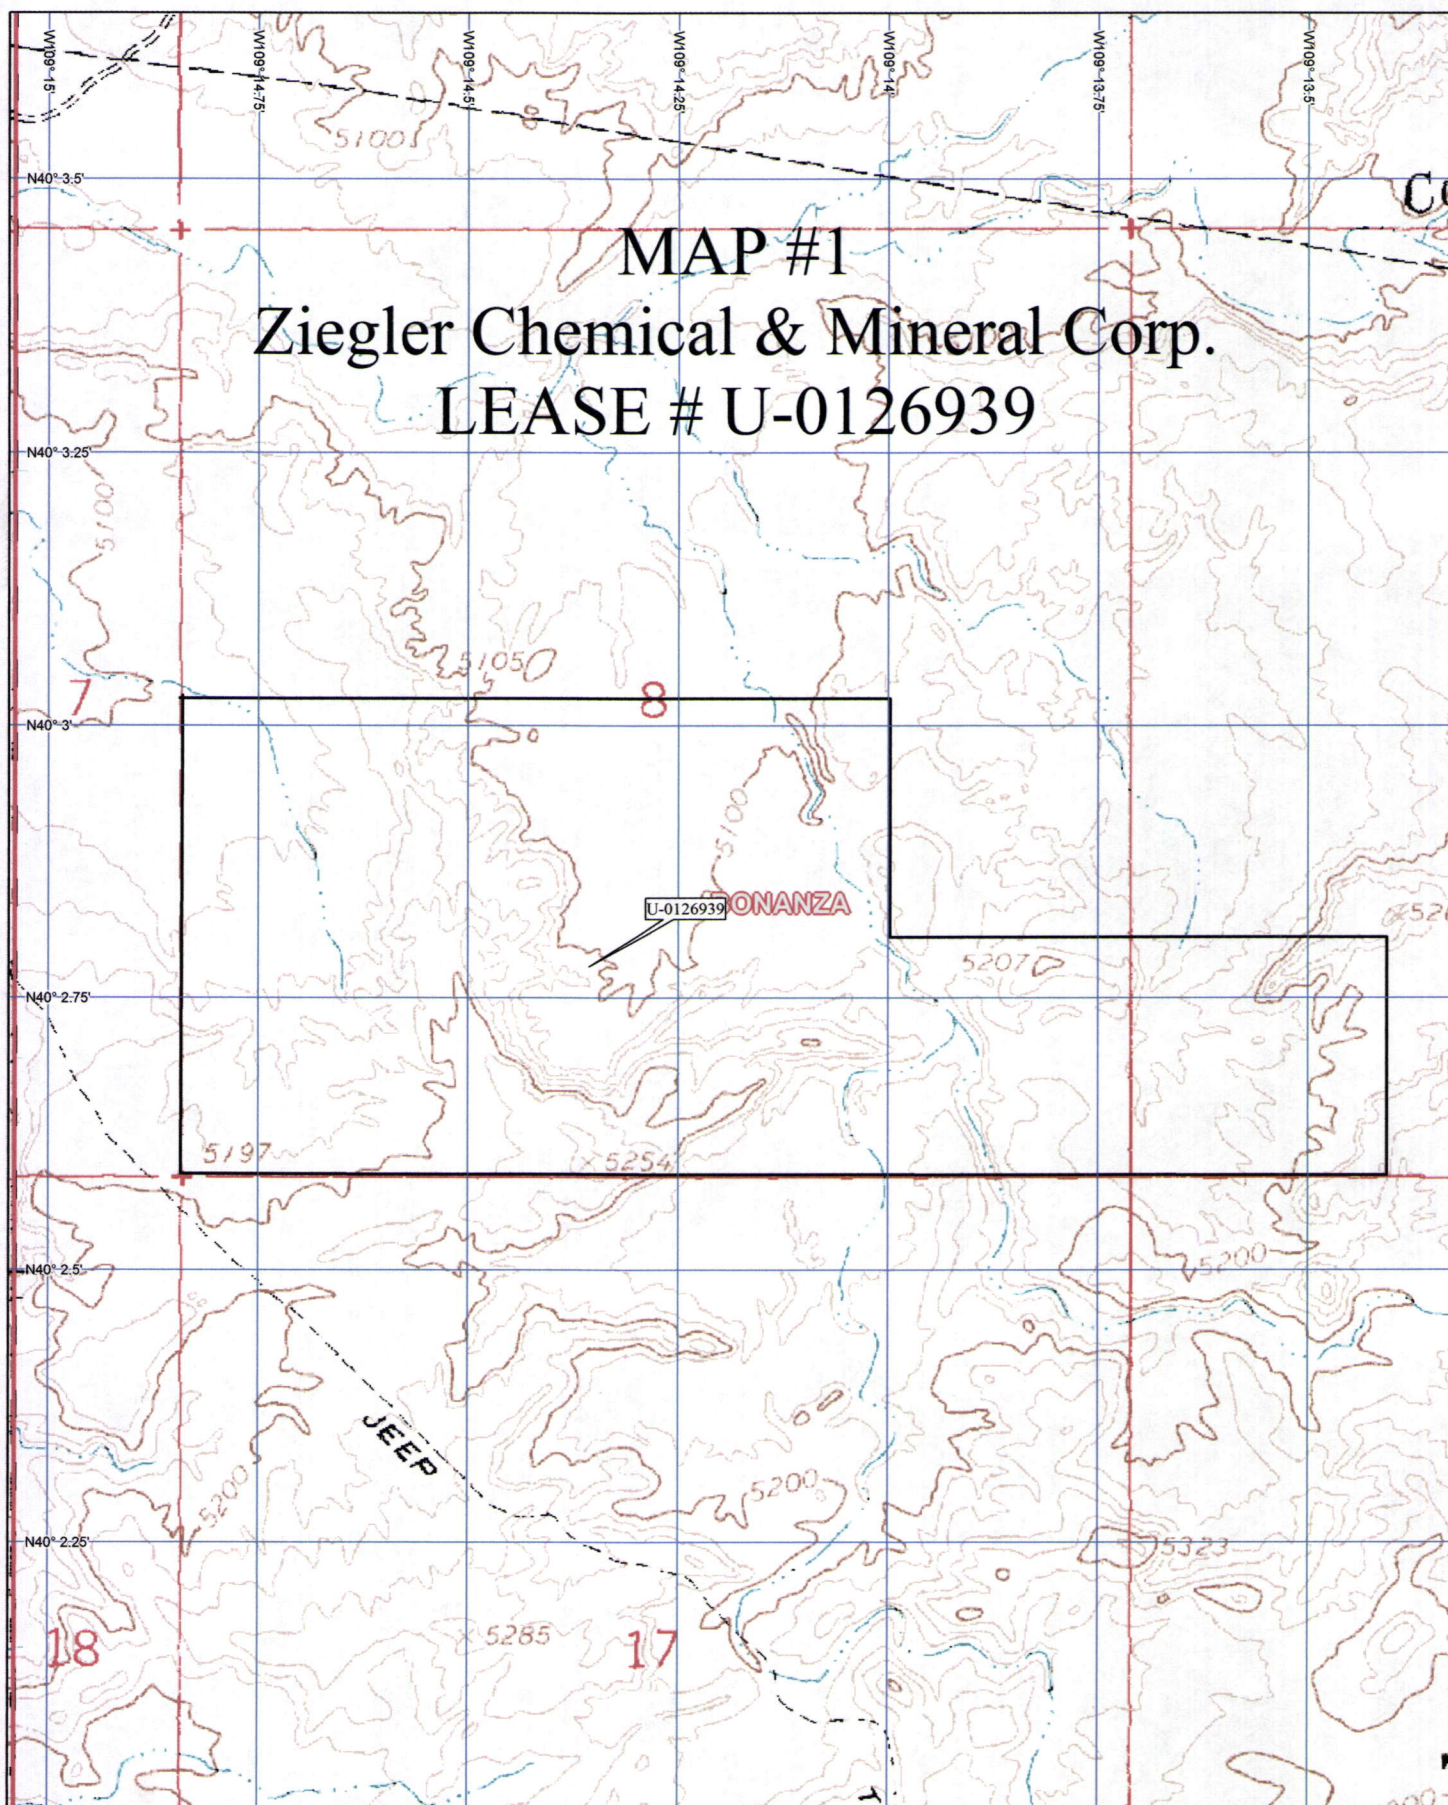 W109° 15'
W109° 14.75'
W109° 14.5'
W109° 14.25'
W109° 14'
W109° 13.75'
W109° 13.5'
5100
N40° 3.5'
MAP #1
Ziegler Chemical & Mineral Corp.
LEASE # U-0126939
N40° 3.25'
5100
5105
7
8
N40° 3'
5100
U-0126939
BONANZA
5207
N40° 2.75'
5197
5254
5200
N40° 2.5'
JEEP
5200
5200
N40° 2.25'
5323
18
5285
17